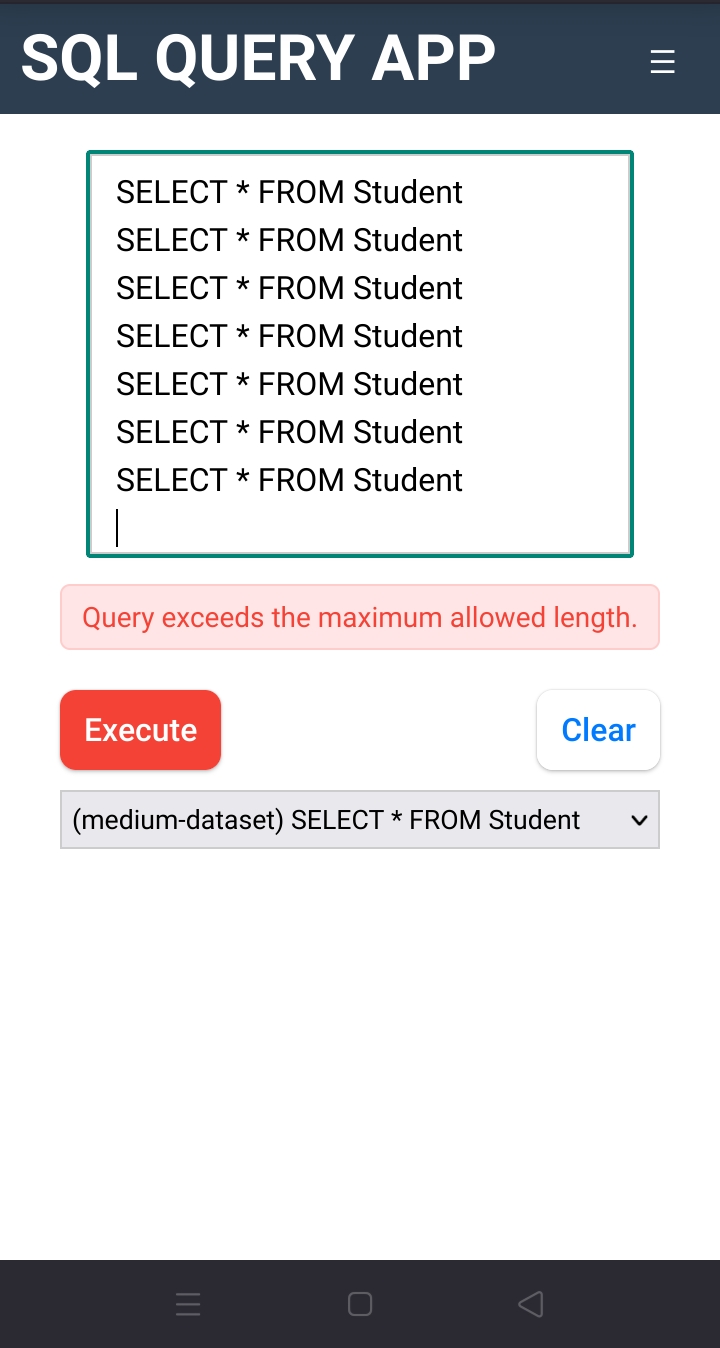 SQL QUERY APP
SELECT * FROM Student
SELECT * FROM Student
SELECT * FROM Student
SELECT * FROM Student
SELECT * FROM Student
SELECT * FROM Student
SELECT * FROM Student
Query exceeds the maximum allowed length.
Execute
Clear
(medium-dataset) SELECT * FROM Student